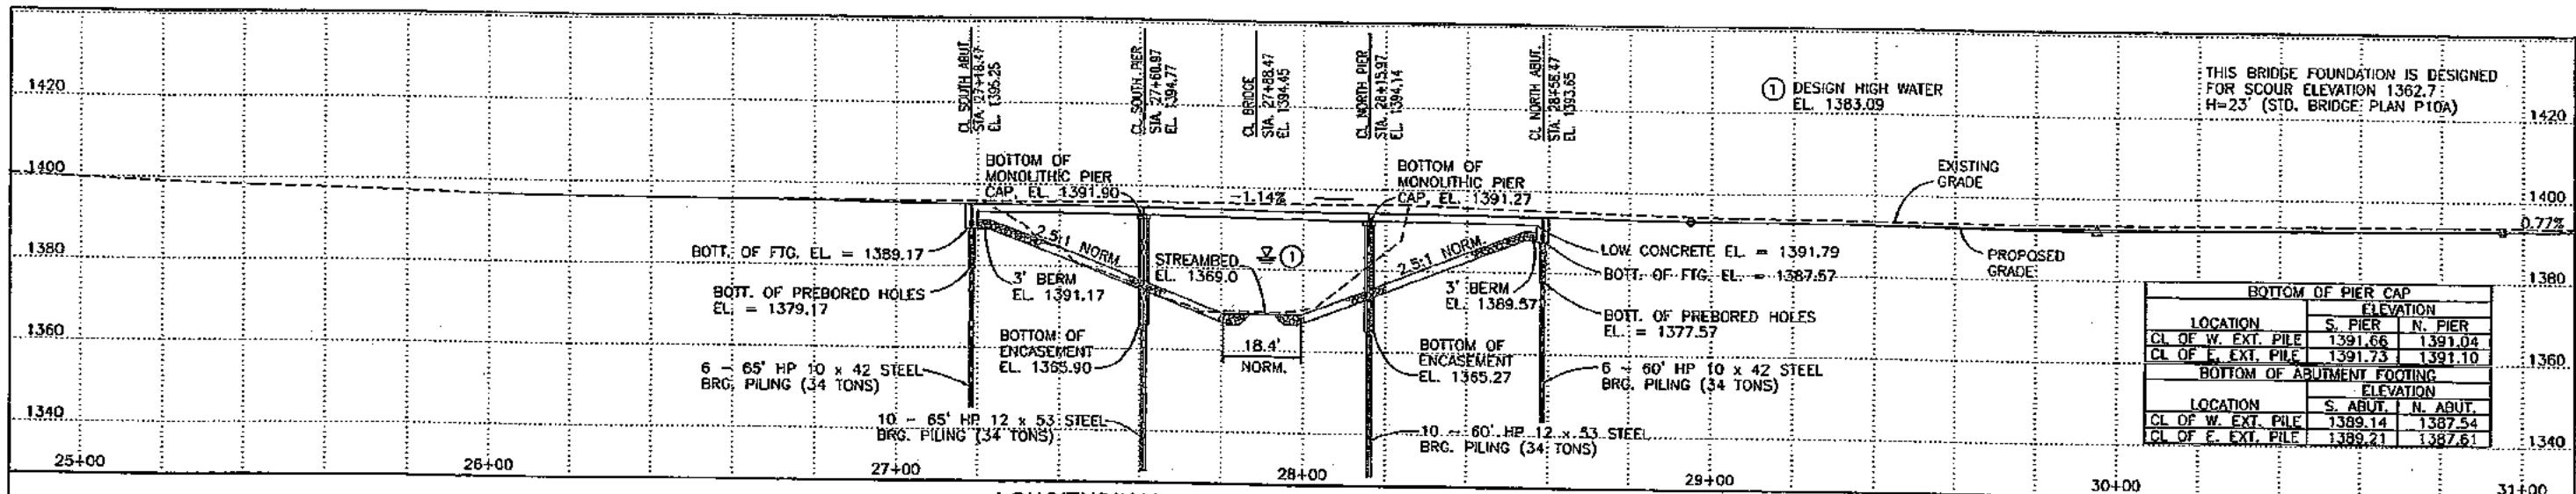 CL SOUTH ABUT.
STA. 27+18.47
EL. 1395.25
CL SOUTH PIER
STA. 27+60.97
EL. 1394.77
CL BRIDGE
STA. 27+88.47
EL. 1394.45
CL NORTH PIER
STA. 28+15.97
EL. 1394.14
CL NORTH ABUT.
STA. 28+58.47
EL. 1393.65
① DESIGN HIGH WATER
EL. 1383.09
THIS BRIDGE FOUNDATION IS DESIGNED
FOR SCOUR ELEVATION 1362.7
H=23' (STD. BRIDGE PLAN P10A)
1420
1420
1400
1400
BOTTOM OF
MONOLITHIC PIER
CAP, EL. 1391.90
-1.14%
BOTTOM OF
MONOLITHIC PIER
CAP, EL. 1391.27
EXISTING
GRADE
0.77%
PROPOSED
GRADE
BOTT. OF FTG. EL. = 1389.17
2.5:1 NORM.
STREAMBED
EL. 1369.0
①
2.5:1 NORM.
LOW CONCRETE EL. = 1391.79
BOTT. OF FTG. EL. = 1387.57
1380
1380
3' BERM
EL. 1391.17
3' BERM
EL. 1389.57
BOTT. OF PREBORED HOLES
EL. = 1379.17
BOTT. OF PREBORED HOLES
EL. = 1377.57
1360
1360
BOTTOM OF
ENCASEMENT
EL. 1365.90
18.4'
NORM.
BOTTOM OF
ENCASEMENT
EL. 1365.27
6 - 65' HP 10 x 42 STEEL
BRG. PILING (34 TONS)
6 - 60' HP 10 x 42 STEEL
BRG. PILING (34 TONS)
10 - 65' HP 12 x 53 STEEL
BRG. PILING (34 TONS)
10 - 60' HP 12 x 53 STEEL
BRG. PILING (34 TONS)
BOTTOM OF PIER CAP
ELEVATION
LOCATION S. PIER N. PIER
CL OF W. EXT. PILE 1391.66 1391.04
CL OF E. EXT. PILE 1391.73 1391.10
BOTTOM OF ABUTMENT FOOTING
ELEVATION
LOCATION S. ABUT. N. ABUT.
CL OF W. EXT. PILE 1389.14 1387.54
CL OF E. EXT. PILE 1389.21 1387.61
1340
1340
25+00 26+00 27+00 28+00 29+00 30+00 31+00